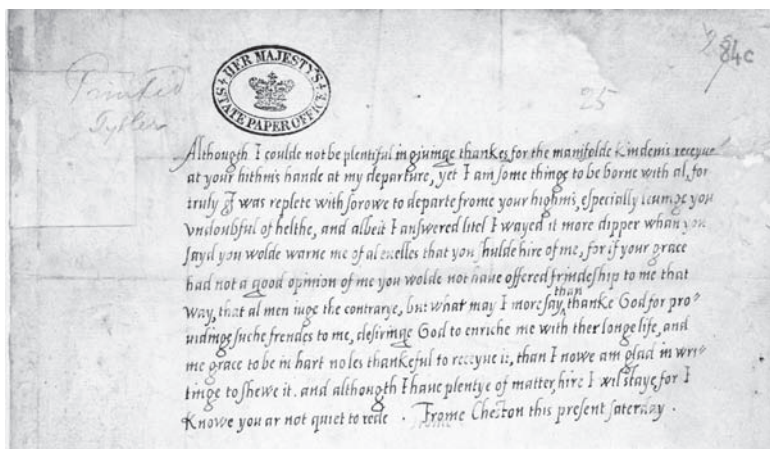 Printed
Tytler
HER MAJESTY'S
STATE PAPER OFFICE
25
84c
Although I coulde not be plentiful in giuinge thankes for the manifolde kindenis receyue
at your hithnis hande at my departure, yet I am some thinge to be borne with al, for
truly I was replete with sorowe to departe frome your highnis, especially leuinge you
vndoubful of helthe, and albeit I answered litel I wayed it more dipper whan you
sayd you wolde warne me of al euelles that you shulde hire of me, for if your grace
had not a good opinion of me you wolde not haue offered frindeship to me that
way, that al men iuge the contrarye, but what may I more say than thanke God for pro"
uidinge suche frendes to me, desiringe God to enriche me with ther longe life, and
me grace to be in hart no les thankeful to receyue it, than I nowe am glad in wri"
tinge to shewe it. and although I haue plentye of matter, hire I wil staye for I
Knowe you ar not quiet to rede. Frome Cheston this present saterday.